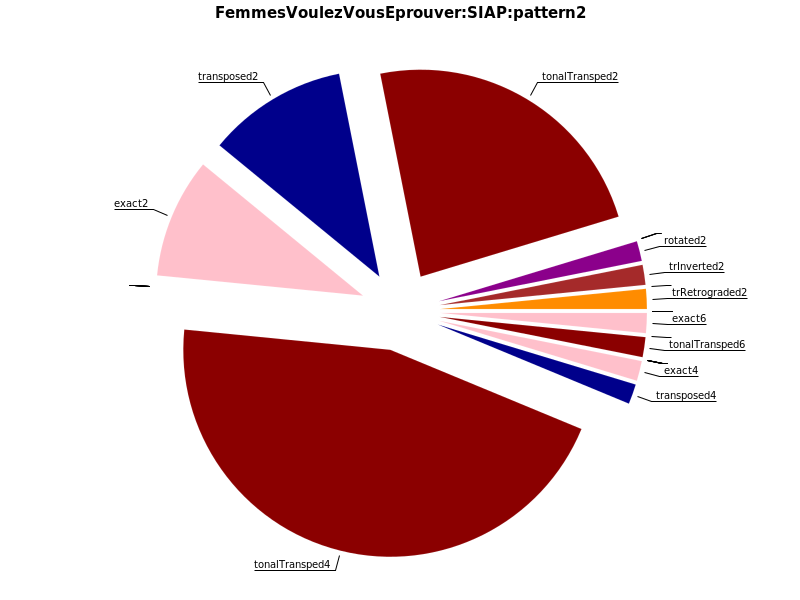 FemmesVoulezVousEprouver:SIAP:pattern2
transposed2
tonalTransped2
exact2
rotated2
trInverted2
trRetrograded2
exact6
tonalTransped6
exact4
transposed4
tonalTransped4